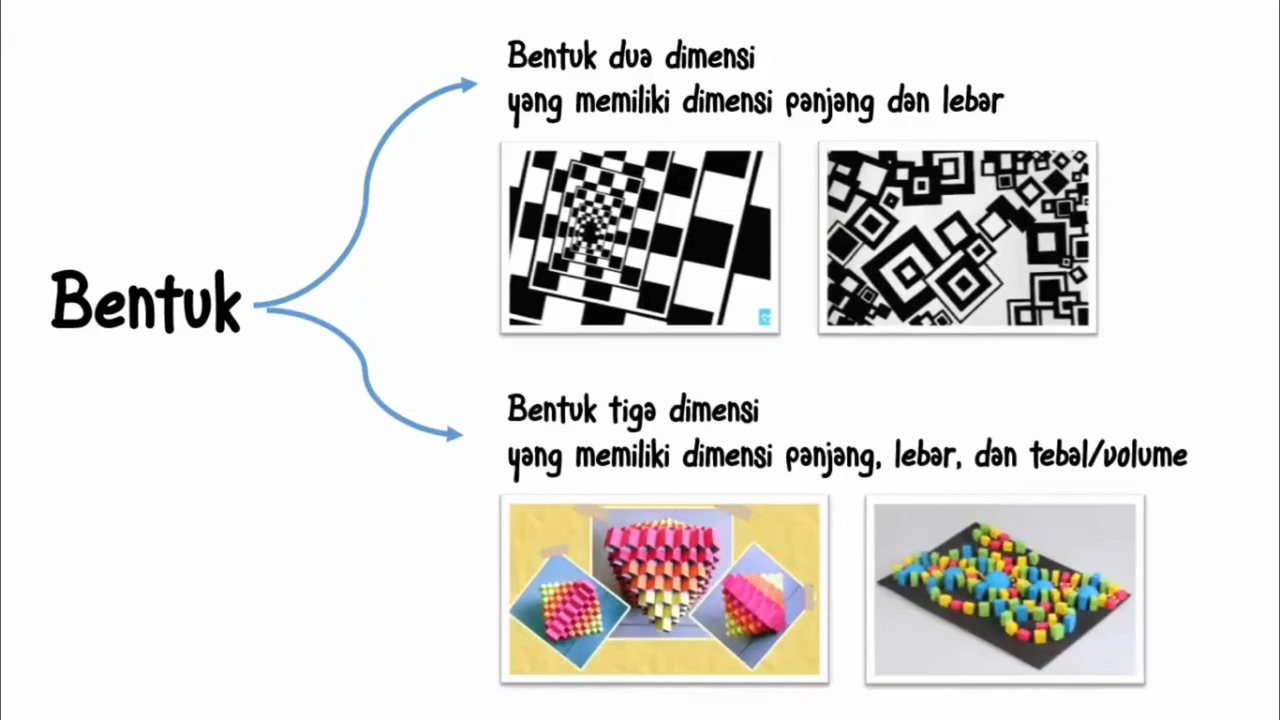 Bentuk dua dimensi
yang memiliki dimensi panjang dan lebar
Bentuk
Bentuk tiga dimensi
yang memiliki dimensi panjang, lebar, dan tebal/volume